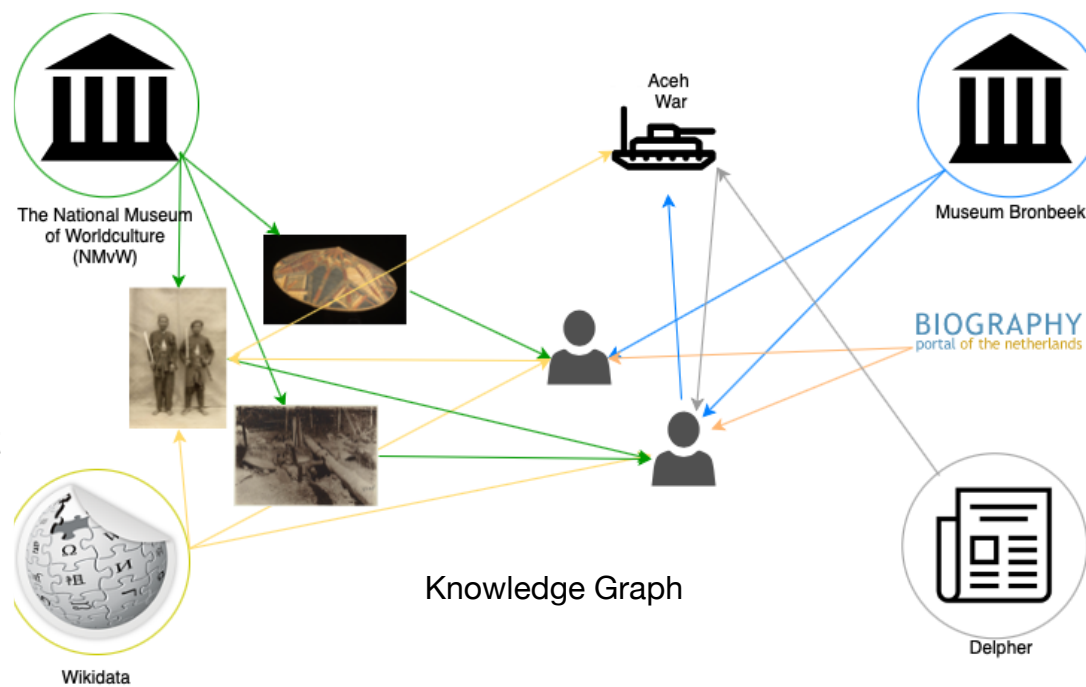 Aceh
War
The National Museum
of Worldculture
(NMvW)
Museum Bronbeek
BIOGRAPHY
portal of the netherlands
Ω
И
Knowledge Graph
Wikidata
Delpher